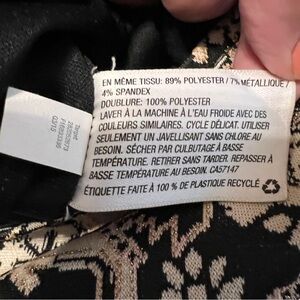 EN MÊME TISSU: 89% POLYESTER / 7% MÉTALLIQUE /
4% SPANDEX
DOUBLURE: 100% POLYESTER
LAVER À LA MACHINE À L'EAU FROIDE AVEC DES
COULEURS SIMILAIRES. CYCLE DÉLICAT. UTILISER
SEULEMENT UN JAVELLISANT SANS CHLORE AU
BESOIN. SÉCHER PAR CULBUTAGE À BASSE
TEMPÉRATURE. RETIRER SANS TARDER. REPASSER À
BASSE TEMPÉRATURE AU BESOIN. CA57147
ÉTIQUETTE FAITE À 100 % DE PLASTIQUE RECYCLÉ